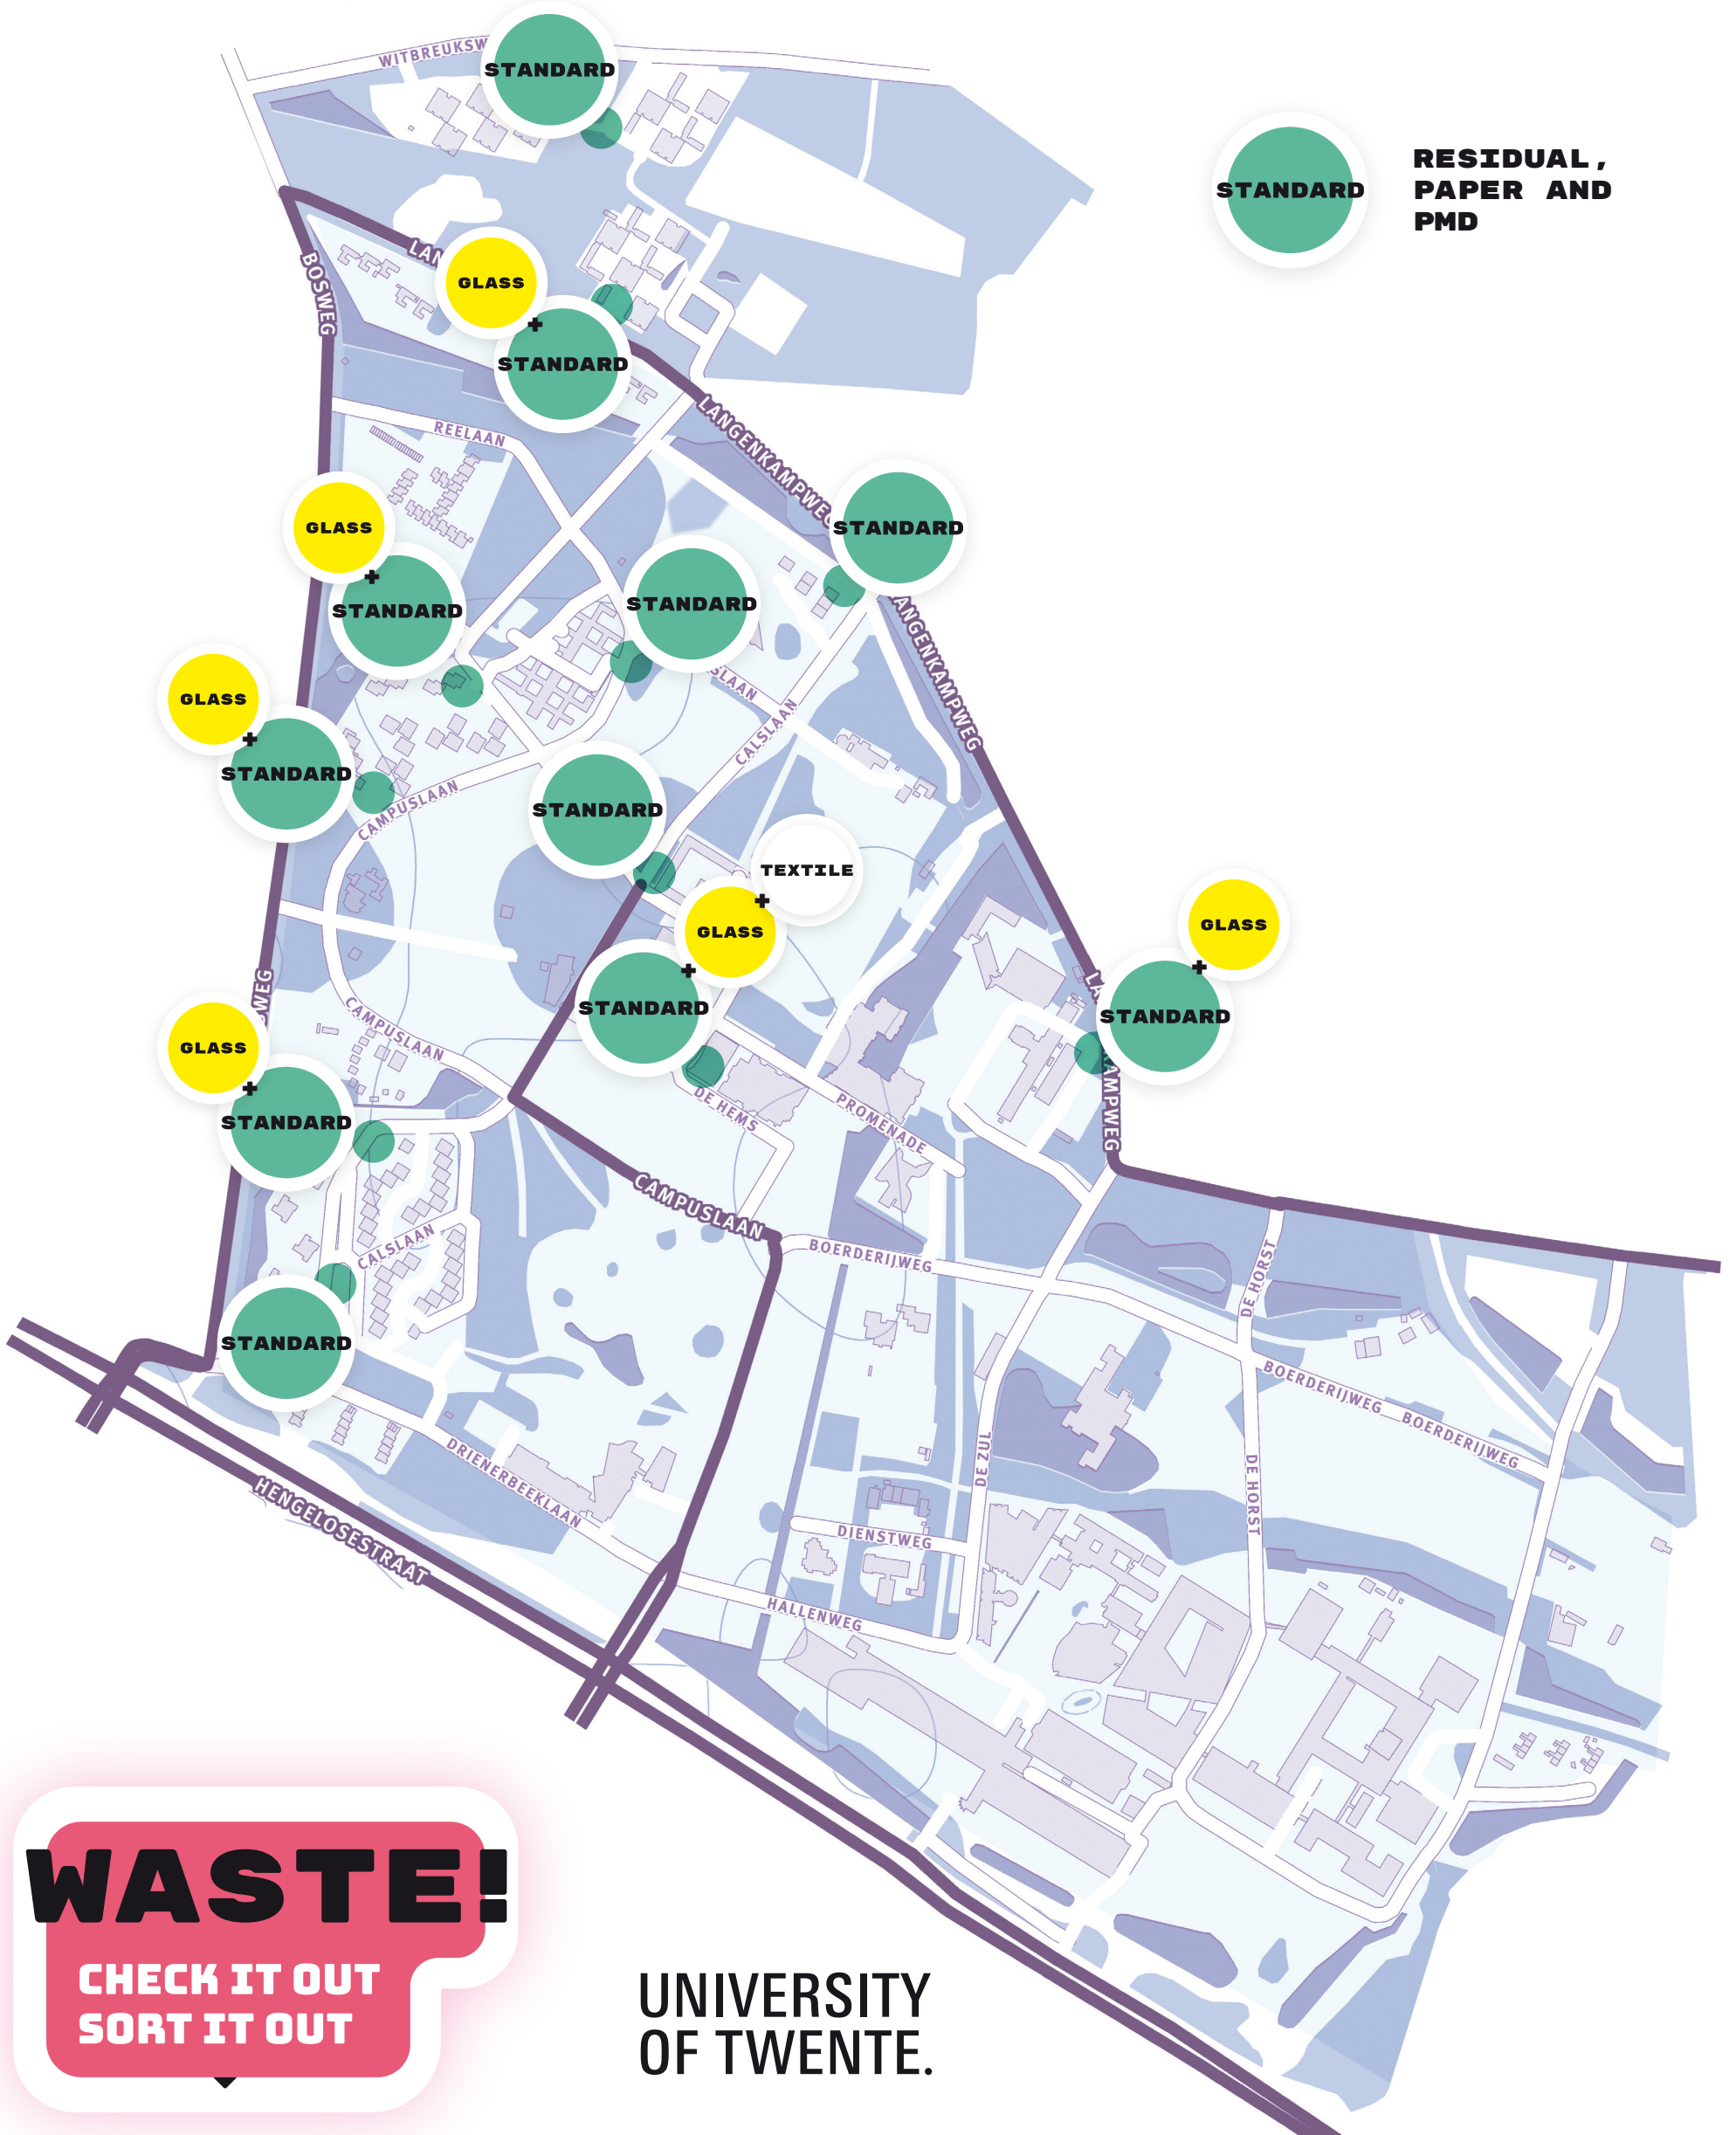 WITBREUKSW
STANDARD
STANDARD
RESIDUAL,
PAPER AND
PMD
LAN
BOSWEG
GLASS
+
STANDARD
LANGENKAMPWEG
REELAAN
GLASS
+
STANDARD
STANDARD
STANDARD
LANGENKAMPWEG
SLAAN
CALSLAAN
GLASS
+
STANDARD
CAMPUSLAAN
STANDARD
TEXTILE
+
GLASS
+
STANDARD
GLASS
+
STANDARD
LA
KAMPWEG
SWEG
CAMPUSLAAN
GLASS
+
STANDARD
DE HEMS
PROMENADE
CAMPUSLAAN
CALSLAAN
BOERDERIJWEG
DE HORST
STANDARD
BOERDERIJWEG
BOERDERIJWEG
DE ZUL
DE HORST
DRIENERBEEKLAAN
HENGELOSESTRAAT
DIENSTWEG
HALLENWEG
WASTE!
CHECK IT OUT
SORT IT OUT
UNIVERSITY
OF TWENTE.